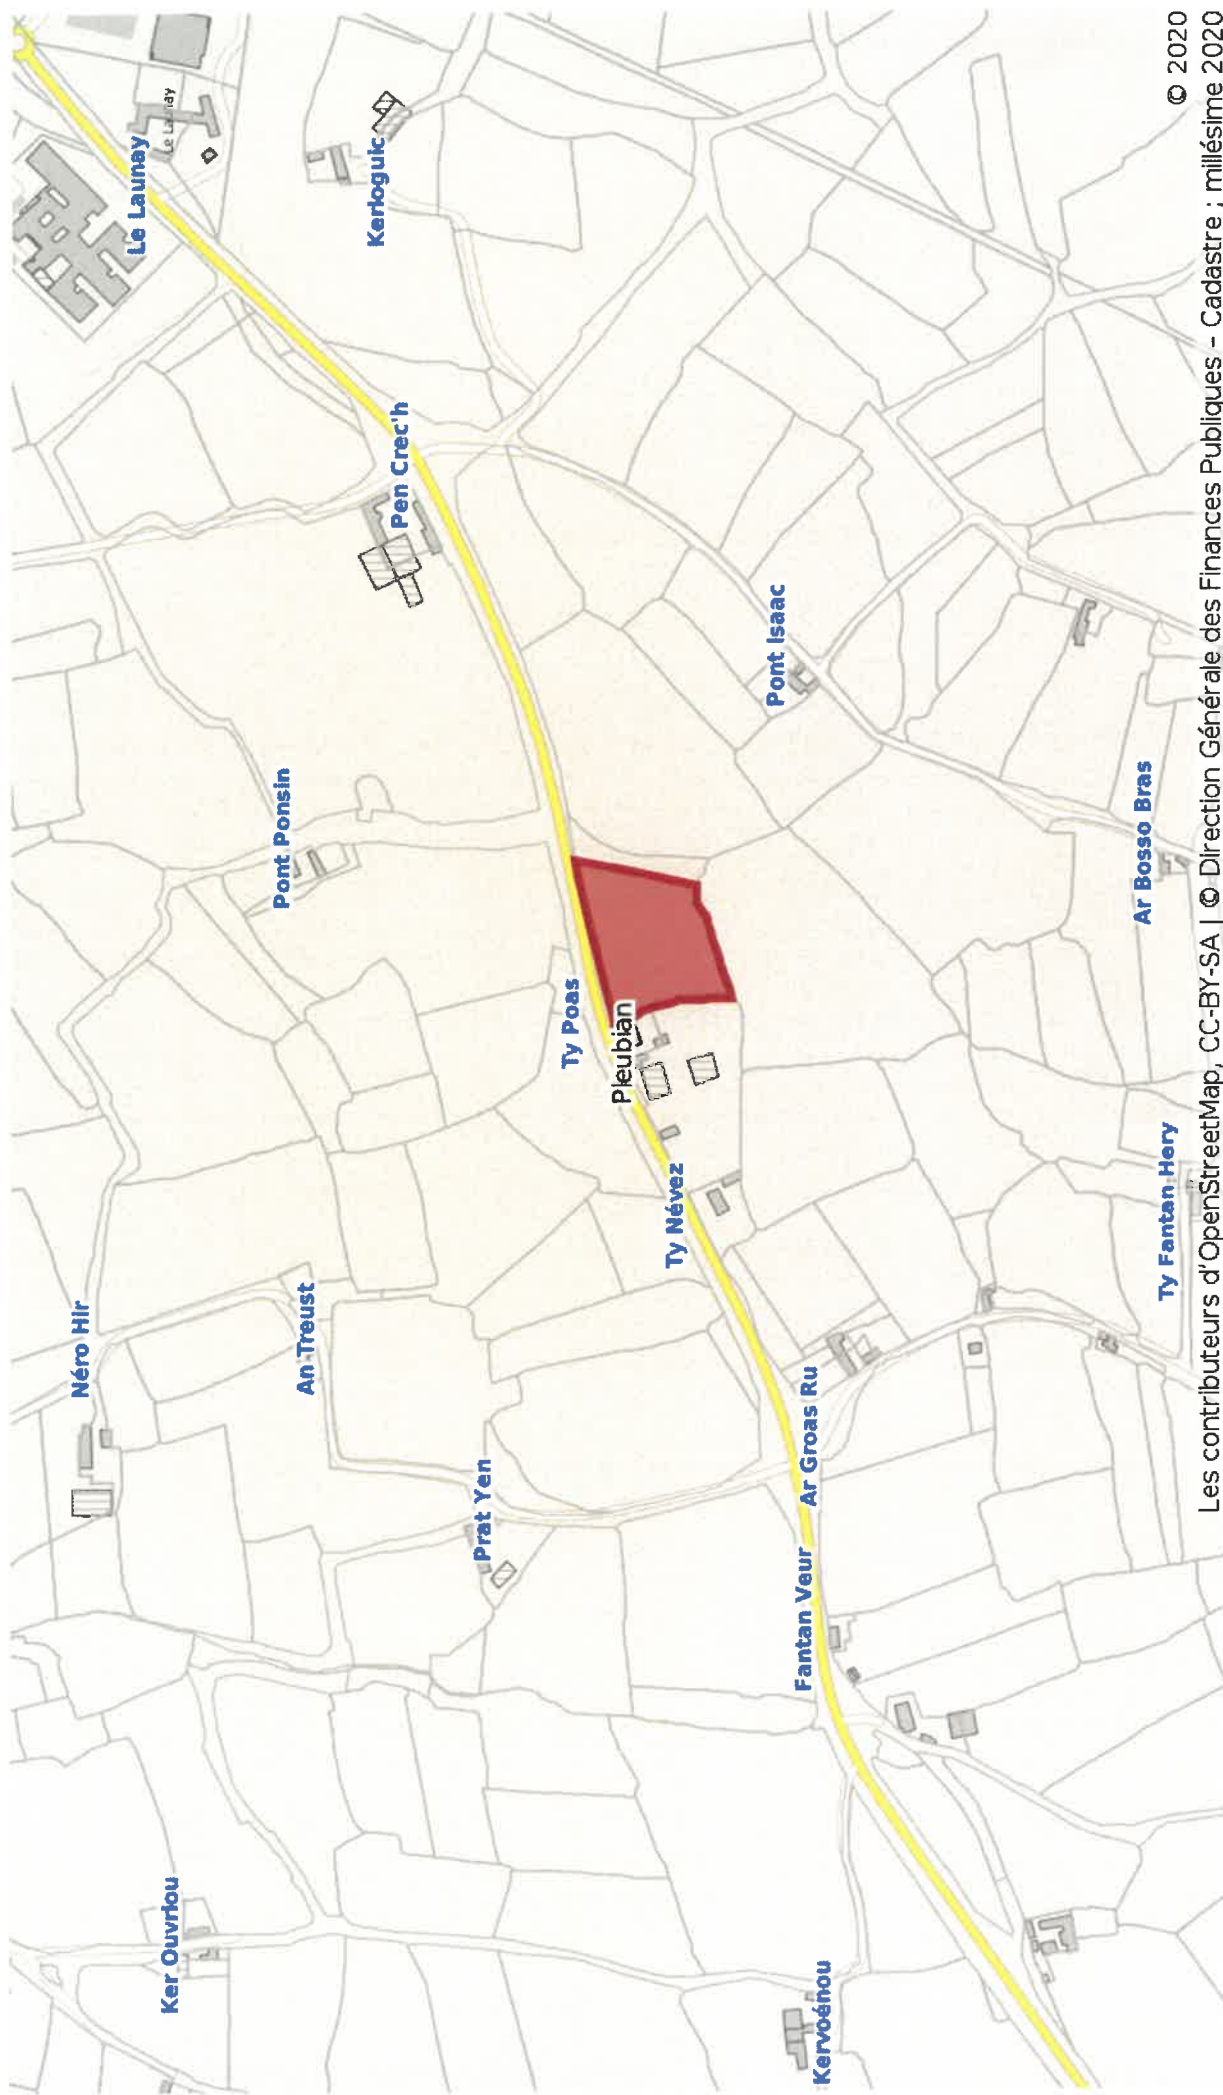 Ker Ouvriou
Néro Hir
Pont Ponsin
Le Launay
Le Launay
An Treust
Kerloguic
Pen Crec'h
Prat Yen
Ty Poas
Pleubian
Ty Névez
Pont Isaac
Kervoénou
Fantan Veur
Ar Groas Ru
Ar Bosso Bras
Ty Fantan Hery
© 2020
Les contributeurs d'OpenStreetMap, CC-BY-SA | © Direction Générale des Finances Publiques - Cadastre ; millésime 2020